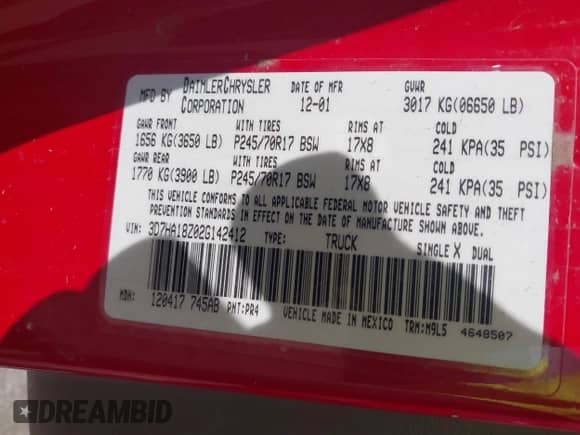 MFD BY DAIMLERCHRYSLER CORPORATION DATE OF MFR 12-01 GVWR 3017 KG(06650 LB)
GAWR FRONT WITH TIRES RIMS AT COLD
1656 KG(3650 LB) P245/70R17 BSW 17X8 241 KPA(35 PSI)
GAWR REAR WITH TIRES RIMS AT COLD
1770 KG(3900 LB) P245/70R17 BSW 17X8 241 KPA(35 PSI)
THIS VEHICLE CONFORMS TO ALL APPLICABLE FEDERAL MOTOR VEHICLE SAFETY AND THEFT
PREVENTION STANDARDS IN EFFECT ON THE DATE OF MANUFACTURE SHOWN ABOVE.
VIN: 3D7HA18Z02G142412 TYPE: TRUCK SINGLE X DUAL
MDH: 120417 745AB PNT:PR4 VEHICLE MADE IN MEXICO TRM:M9L5 4648507
DREAMBID